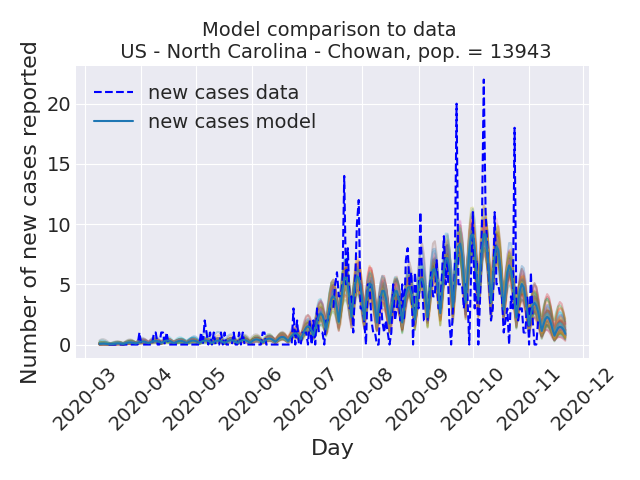 Model comparison to data
US - North Carolina - Chowan, pop. = 13943
Number of new cases reported
new cases data
new cases model
20
15
10
5
0
2020-03
2020-04
2020-05
2020-06
2020-07
2020-08
2020-09
2020-10
2020-11
2020-12
Day